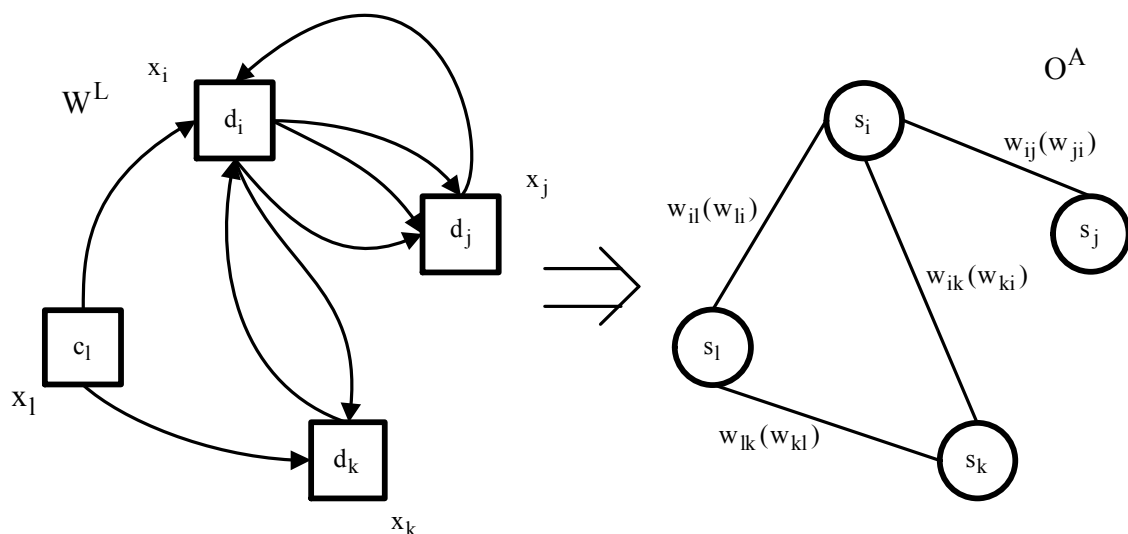 W^L
x_i
d_i
x_j
d_j
c_l
x_l
d_k
x_k
O^A
s_i
w_ij(w_ji)
s_j
w_il(w_li)
w_ik(w_ki)
s_l
w_lk(w_kl)
s_k